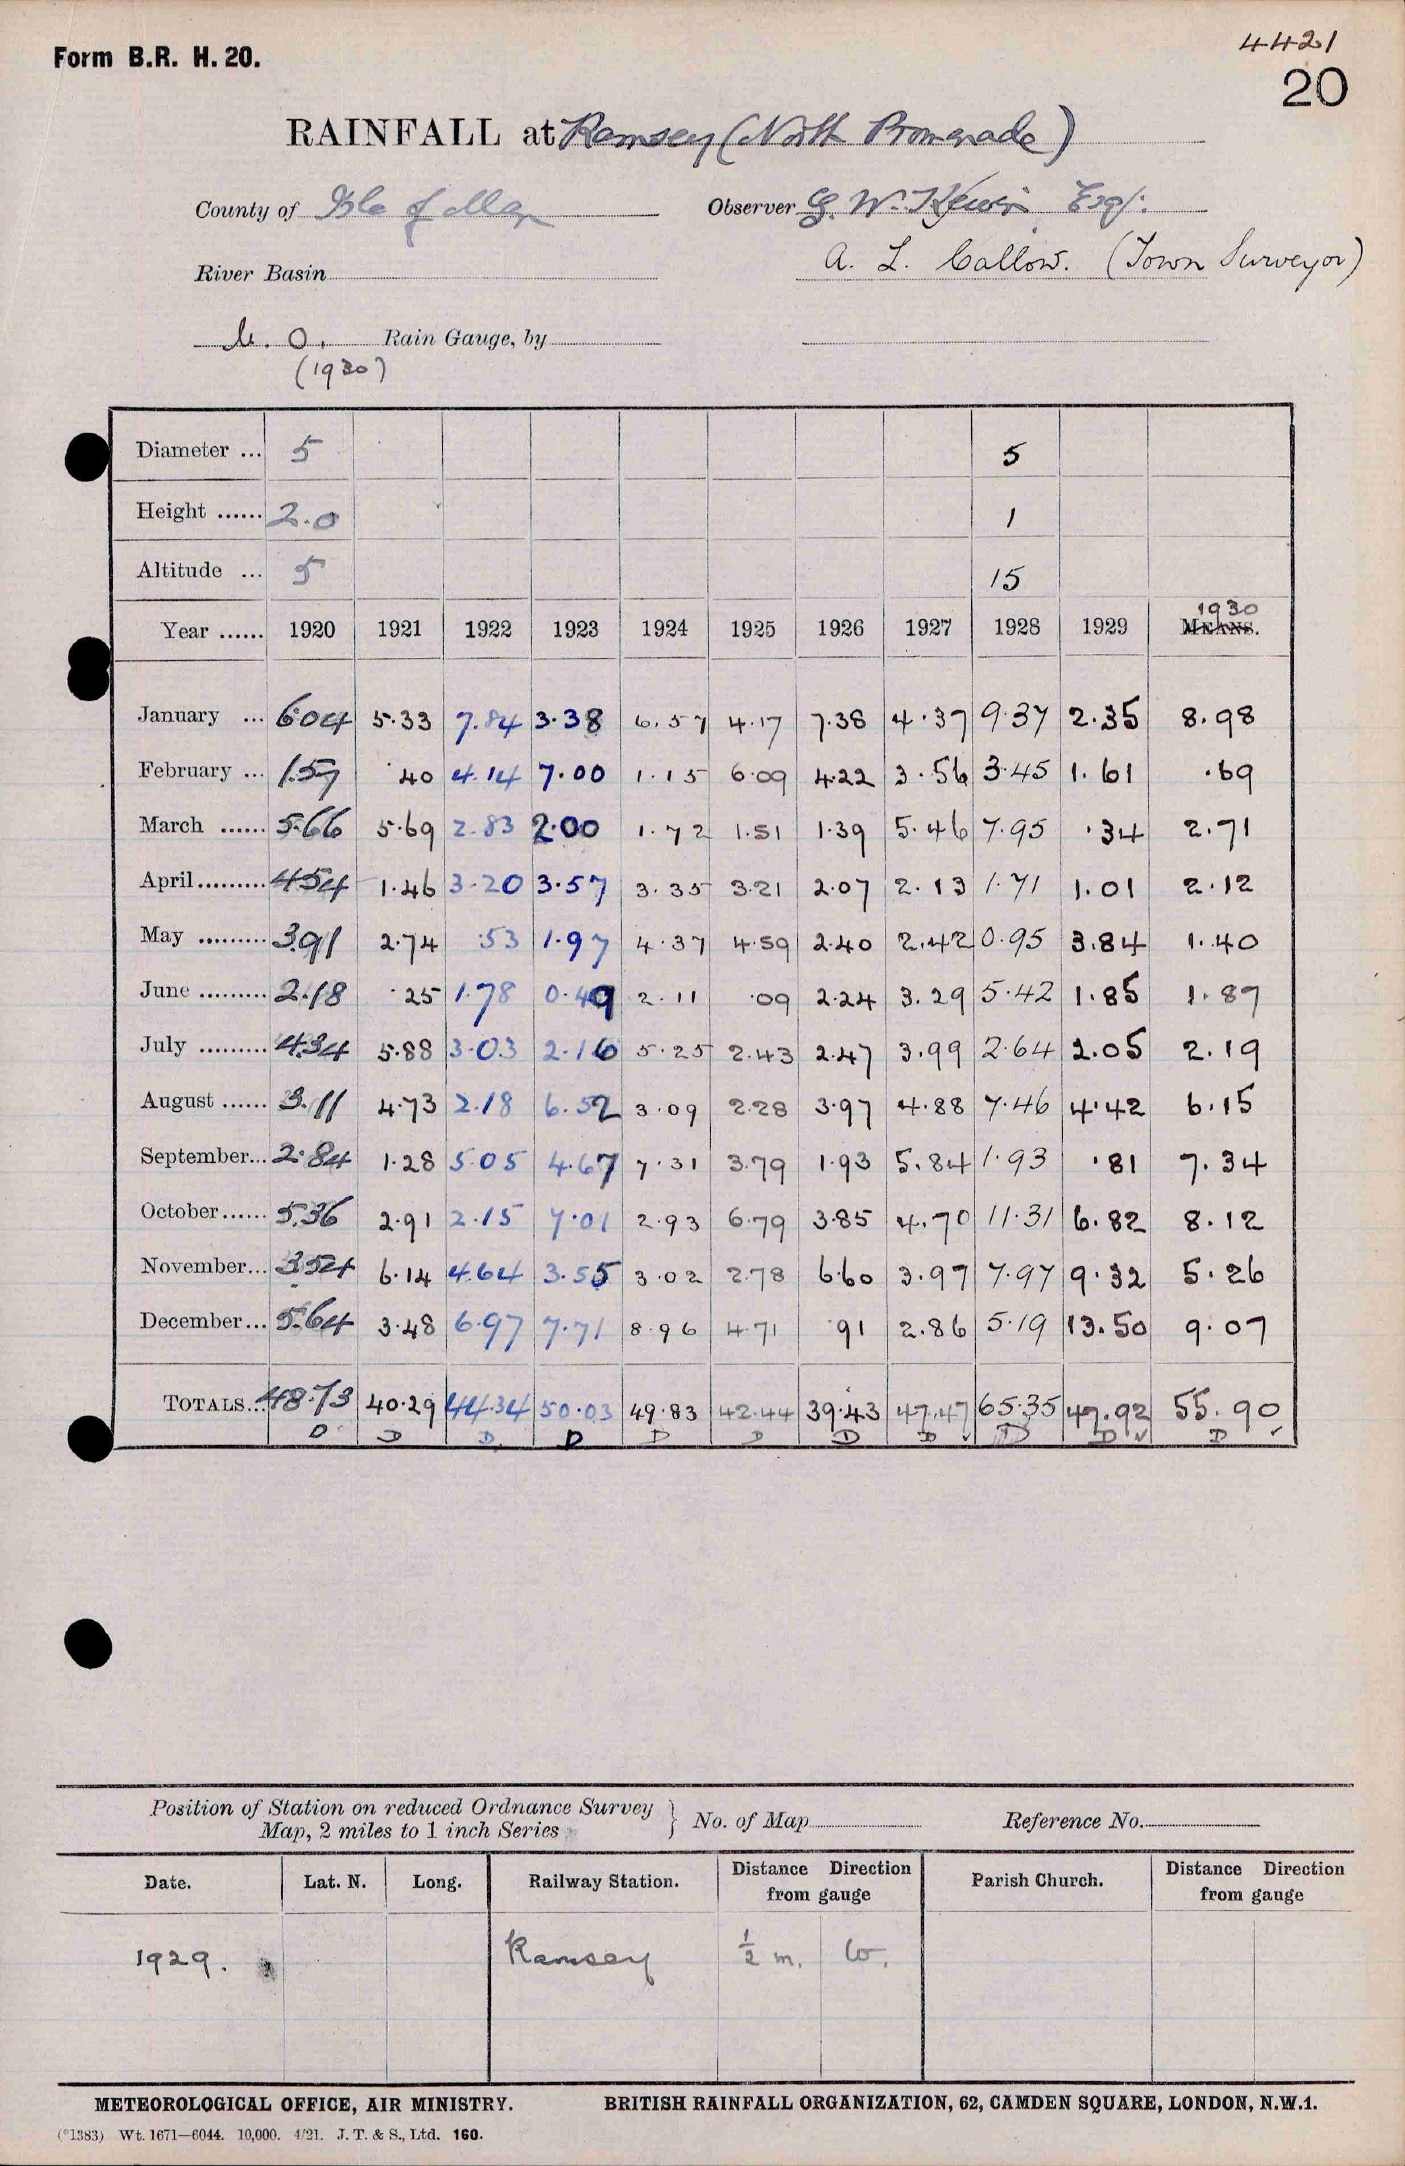 4421
Form B.R. H. 20.
20
RAINFALL at Ramsey (North Promenade)
County of Isle of Man Observer G. W. Kewin Esq.
River Basin A. L. Callow. (Town Surveyor)
M. O. Rain Gauge, by
(1930)
Diameter ... 5 5
Height ...... 2.0 1
Altitude ... 5 15
1930
Year ...... 1920 1921 1922 1923 1924 1925 1926 1927 1928 1929 MEANS.
January ... 6.04 5.33 7.84 3.38 6.57 4.17 7.38 4.37 9.37 2.35 8.98
February ... 1.57 .40 4.14 7.00 1.15 6.09 4.22 3.56 3.45 1.61 .69
March ...... 5.66 5.69 2.83 2.00 1.72 1.51 1.39 5.46 7.95 .34 2.71
April ......... 4.54 1.46 3.20 3.57 3.35 3.21 2.07 2.13 1.71 1.01 2.12
May ......... 3.91 2.74 .53 1.97 4.37 4.59 2.40 2.42 0.95 3.84 1.40
June ......... 2.18 .25 1.78 0.49 2.11 .09 2.24 3.29 5.42 1.85 1.87
July ......... 4.34 5.88 3.03 2.16 5.25 2.43 2.47 3.99 2.64 2.05 2.19
August ...... 3.11 4.73 2.18 6.52 3.09 2.28 3.97 4.88 7.46 4.42 6.15
September... 2.84 1.28 5.05 4.67 7.31 3.79 1.93 5.84 1.93 .81 7.34
October...... 5.36 2.91 2.15 7.01 2.93 6.79 3.85 4.70 11.31 6.82 8.12
November... 3.54 6.14 4.64 3.55 3.02 2.78 6.60 3.97 7.97 9.32 5.26
December... 5.64 3.48 6.97 7.71 8.96 4.71 .91 2.86 5.19 13.50 9.07
TOTALS... 48.73 40.29 44.34 50.03 49.83 42.44 39.43 47.47 65.35 47.92 55.90
D D D D D D D D ✓ D D ✓ D ✓
Position of Station on reduced Ordnance Survey
Map, 2 miles to 1 inch Series } No. of Map Reference No.
Date. Lat. N. Long. Railway Station. Distance Direction from gauge Parish Church. Distance Direction from gauge
1929. Ramsey ½ m. W.
METEOROLOGICAL OFFICE, AIR MINISTRY. BRITISH RAINFALL ORGANIZATION, 62, CAMDEN SQUARE, LONDON, N.W.1.
(*1383) Wt. 1671—6044. 10,000. 4/21. J. T. & S., Ltd. 160.